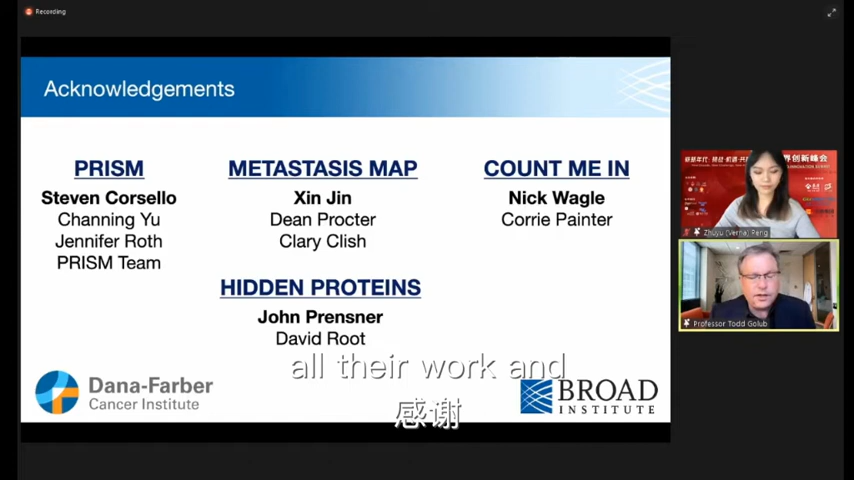 Recording
Acknowledgements
PRISM
Steven Corsello
Channing Yu
Jennifer Roth
PRISM Team
METASTASIS MAP
Xin Jin
Dean Procter
Clary Clish
COUNT ME IN
Nick Wagle
Corrie Painter
HIDDEN PROTEINS
John Prensner
David Root
all their work and
感谢
Dana-Farber
Cancer Institute
BROAD
INSTITUTE
Zhuyu (Verna) Peng
Professor Todd Golub